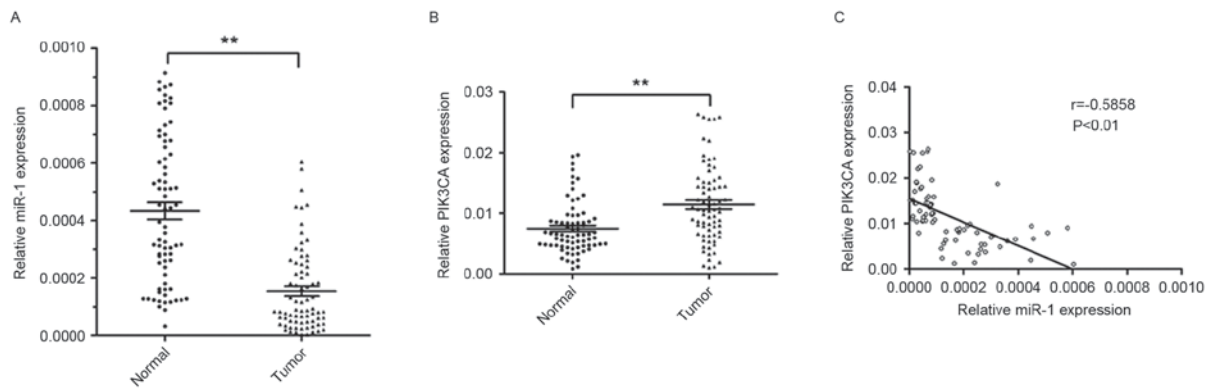 A
Relative miR-1 expression
0.0010
0.0008
0.0006
0.0004
0.0002
0.0000
**
Normal
Tumor
B
Relative PIK3CA expression
0.03
0.02
0.01
0.00
**
Normal
Tumor
C
Relative PIK3CA expression
0.04
0.03
0.02
0.01
0.00
r=-0.5858
P<0.01
0.0000 0.0002 0.0004 0.0006 0.0008 0.0010
Relative miR-1 expression